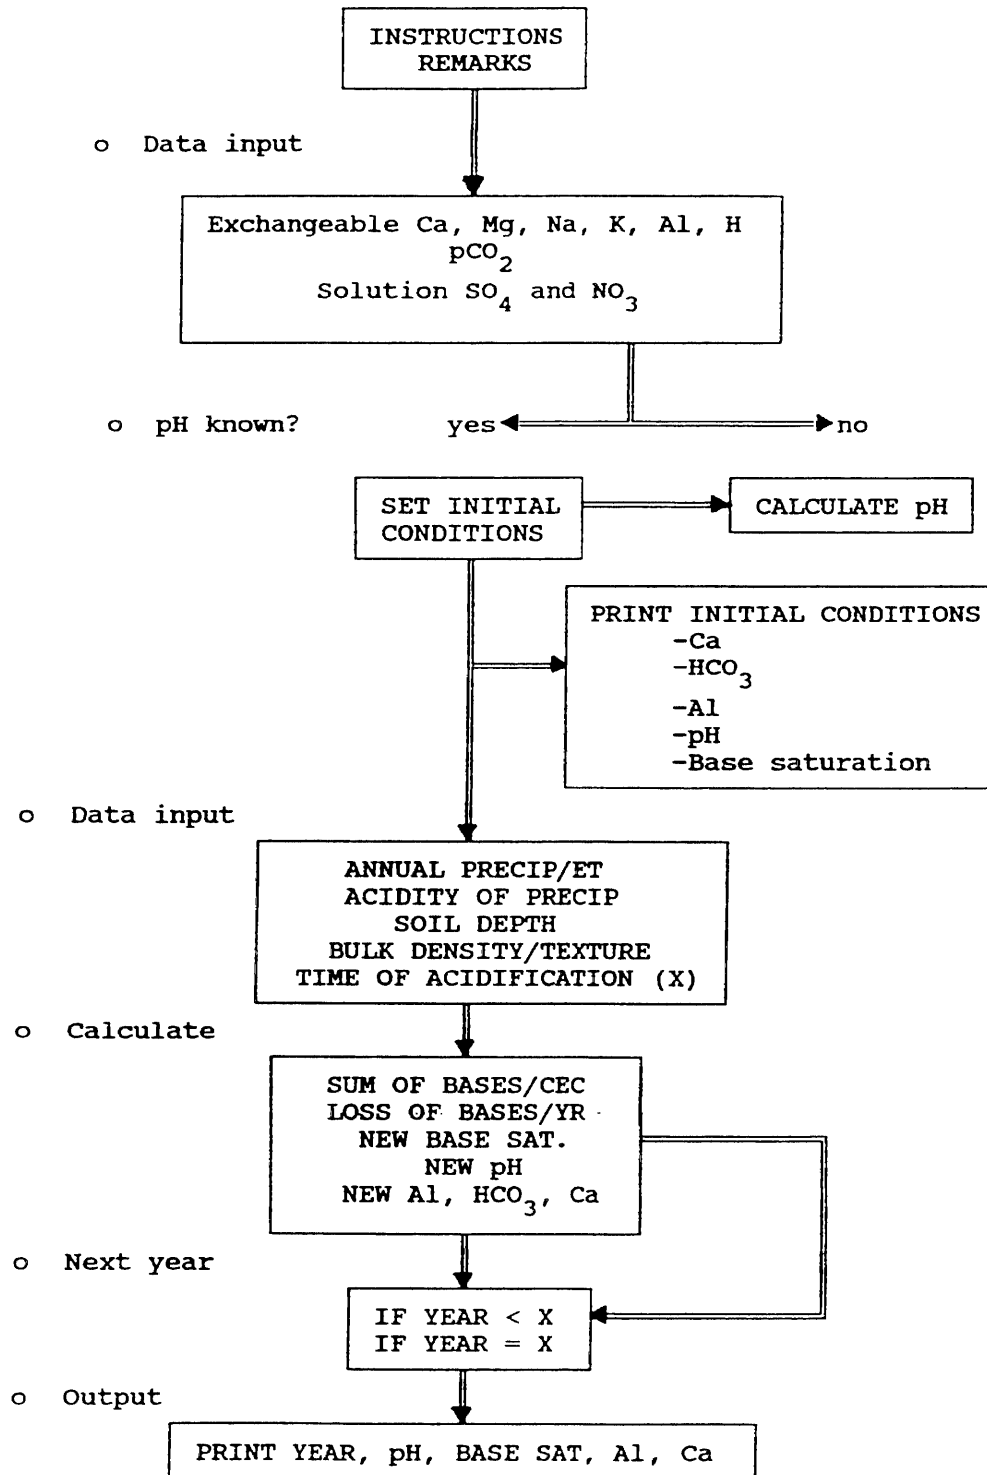 INSTRUCTIONS
REMARKS
o Data input
Exchangeable Ca, Mg, Na, K, Al, H
pCO2
Solution SO4 and NO3
o pH known?
yes
no
SET INITIAL
CONDITIONS
CALCULATE pH
PRINT INITIAL CONDITIONS
-Ca
-HCO3
-Al
-pH
-Base saturation
o Data input
ANNUAL PRECIP/ET
ACIDITY OF PRECIP
SOIL DEPTH
BULK DENSITY/TEXTURE
TIME OF ACIDIFICATION (X)
o Calculate
SUM OF BASES/CEC
LOSS OF BASES/YR
NEW BASE SAT.
NEW pH
NEW Al, HCO3, Ca
o Next year
IF YEAR < X
IF YEAR = X
o Output
PRINT YEAR, pH, BASE SAT, Al, Ca